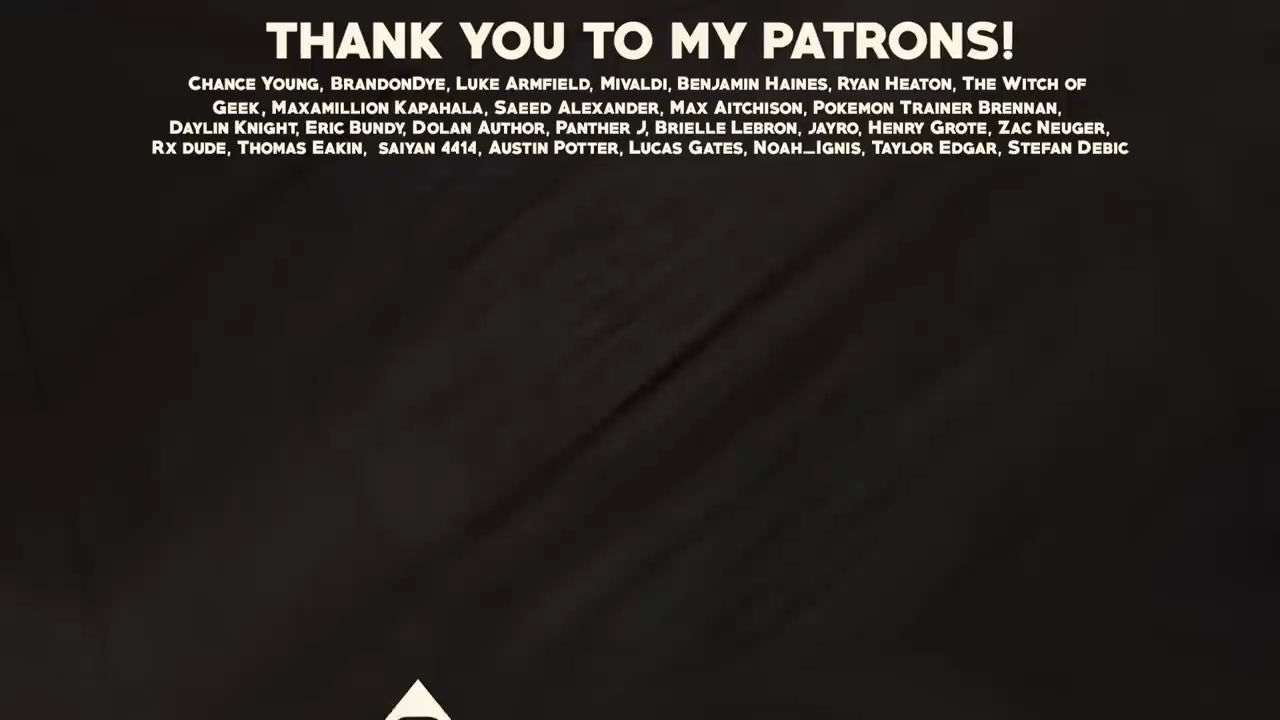 THANK YOU TO MY PATRONS!
Chance Young, BrandonDye, Luke Armfield, Mivaldi, Benjamin Haines, Ryan Heaton, The Witch of
Geek, Maxamillion Kapahala, Saeed Alexander, Max Aitchison, Pokemon Trainer Brennan,
Daylin Knight, Eric Bundy, Dolan Author, Panther J, Brielle Lebron, jayro, Henry Grote, Zac Neuger,
Rx dude, Thomas Eakin, saiyan 4414, Austin Potter, Lucas Gates, Noah_Ignis, Taylor Edgar, Stefan Debic